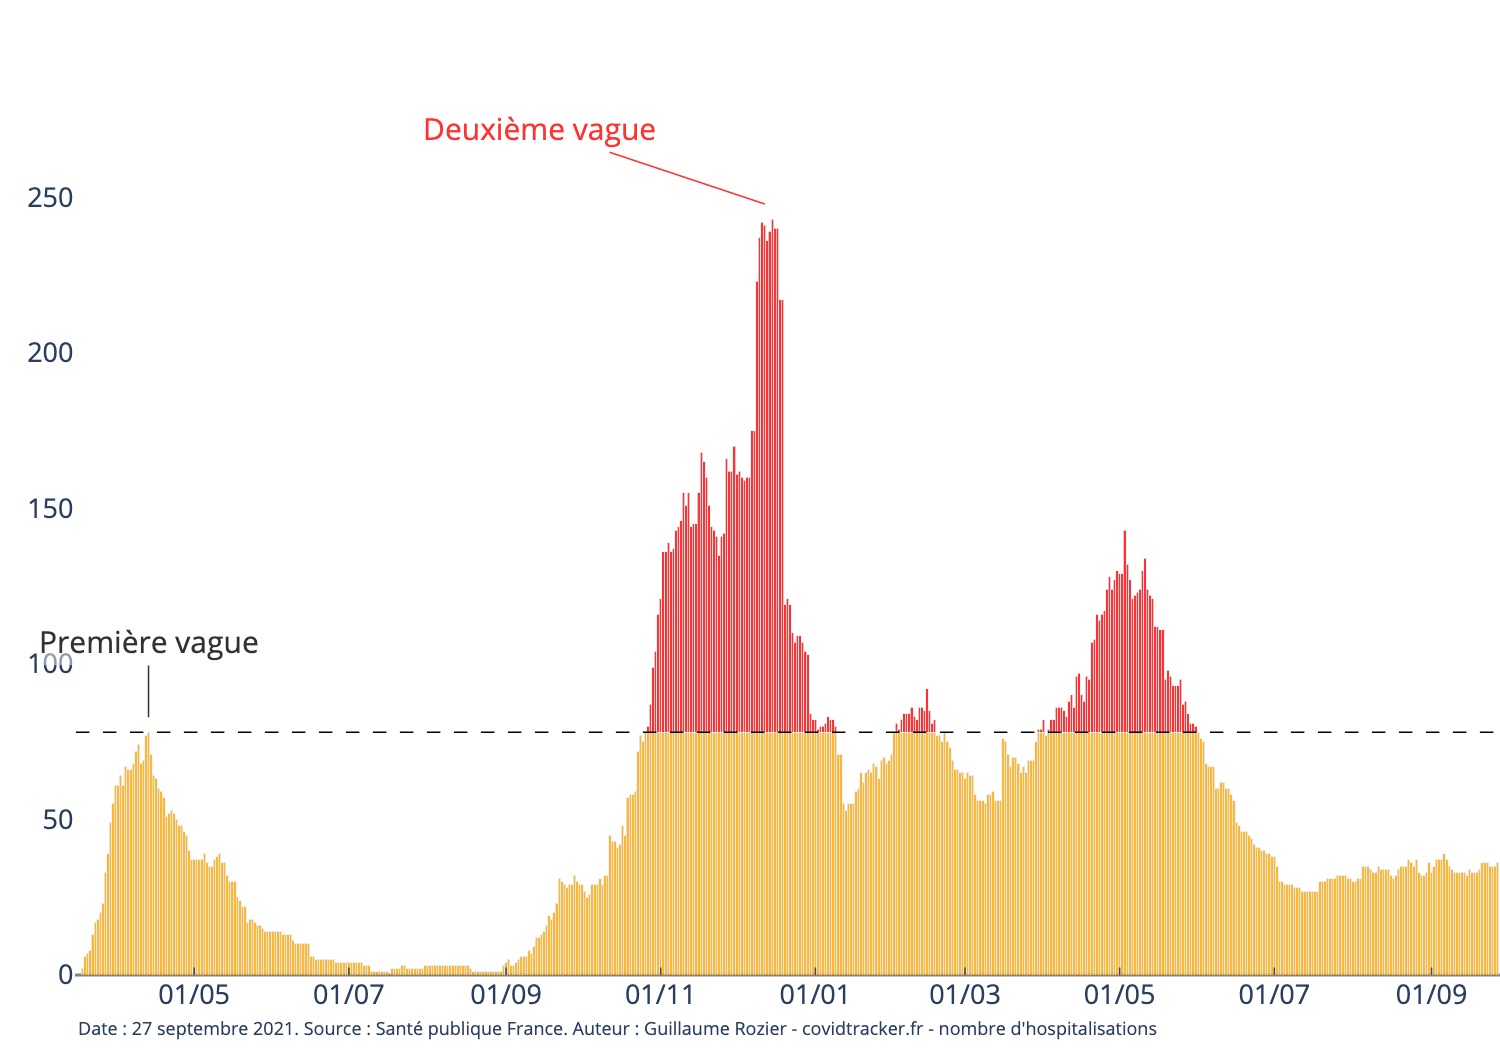 Deuxième vague
250
200
150
Première vague
100
50
0
01/05 01/07 01/09 01/11 01/01 01/03 01/05 01/07 01/09
Date : 27 septembre 2021. Source : Santé publique France. Auteur : Guillaume Rozier - covidtracker.fr - nombre d'hospitalisations